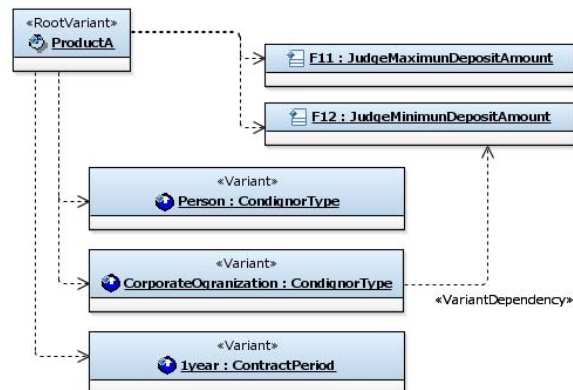 «RootVariant»
ProductA
F11 : JudgeMaximunDepositAmount
F12 : JudgeMinimunDepositAmount
«Variant»
Person : CondignorType
«Variant»
CorporateOgranization : CondignorType
«VariantDependency»
«Variant»
1year : ContractPeriod